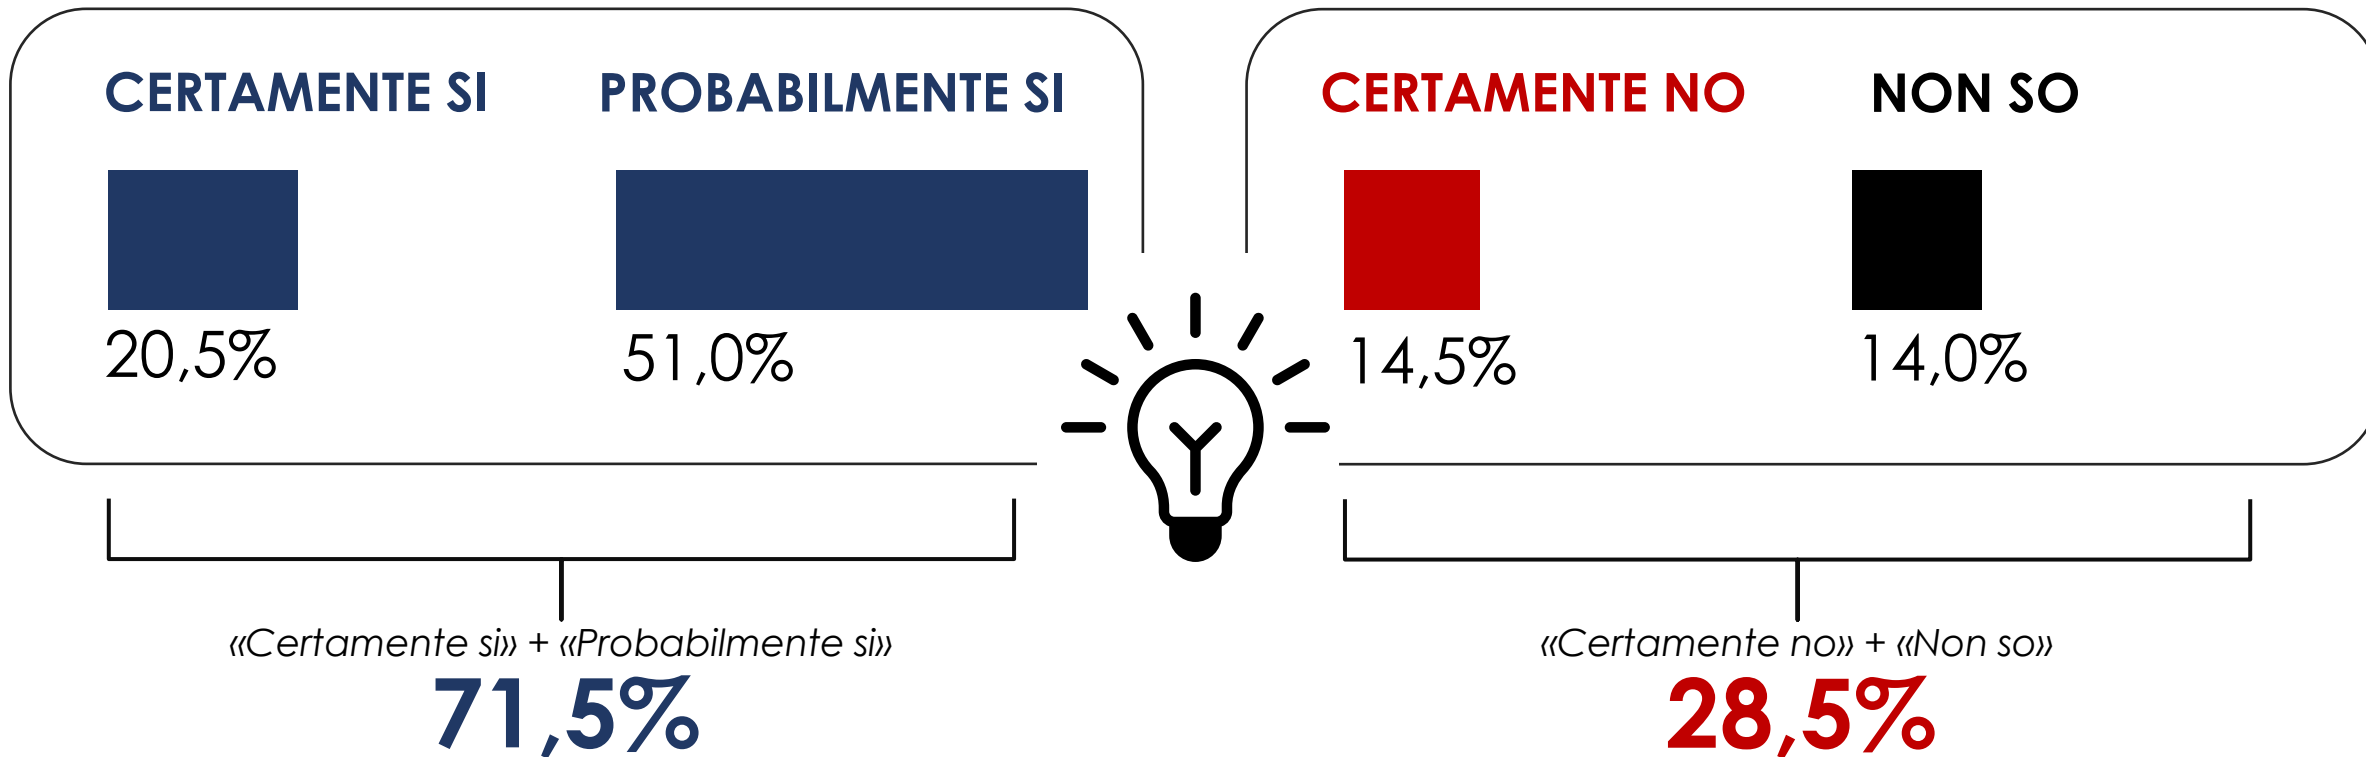 CERTAMENTE SI
PROBABILMENTE SI
20,5%
51,0%
CERTAMENTE NO
NON SO
14,5%
14,0%
«Certamente si» + «Probabilmente si»
71,5%
«Certamente no» + «Non so»
28,5%